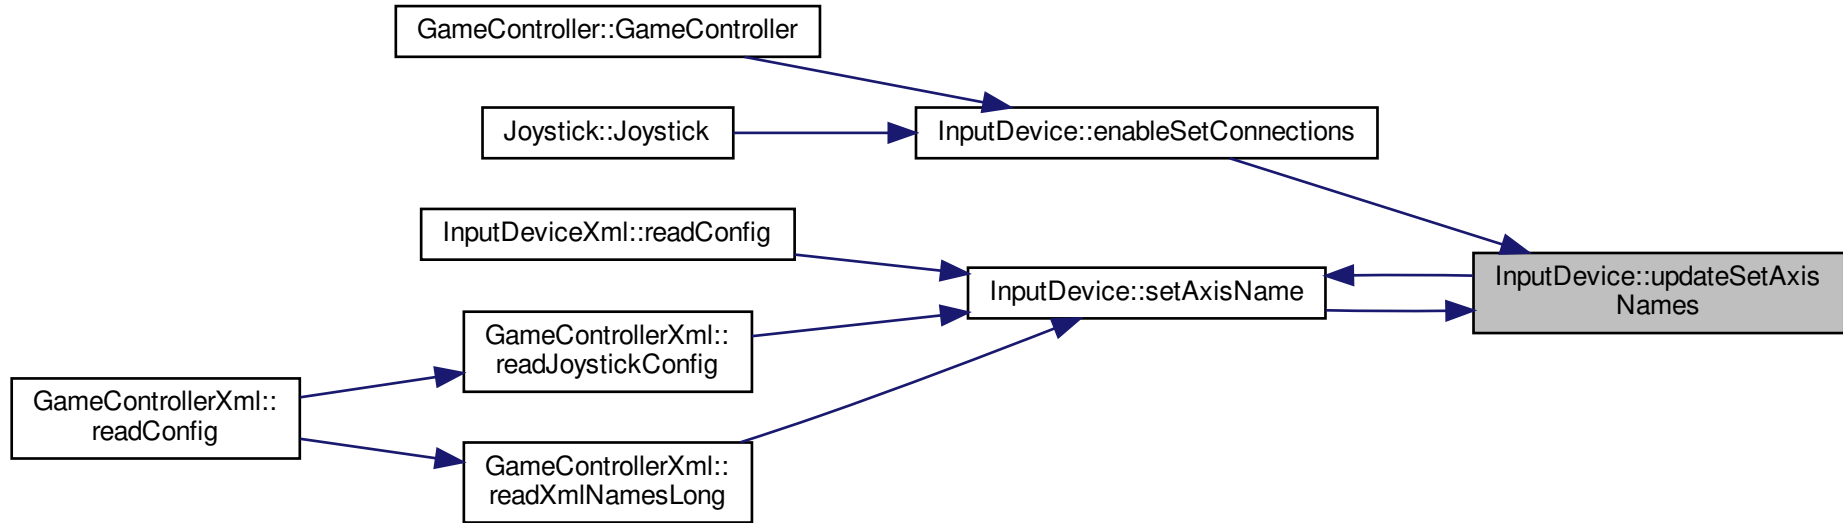 GameController::GameController
Joystick::Joystick
InputDevice::enableSetConnections
InputDeviceXml::readConfig
InputDevice::setAxisName
InputDevice::updateSetAxis
Names
GameControllerXml::
readJoystickConfig
GameControllerXml::
readConfig
GameControllerXml::
readXmlNamesLong